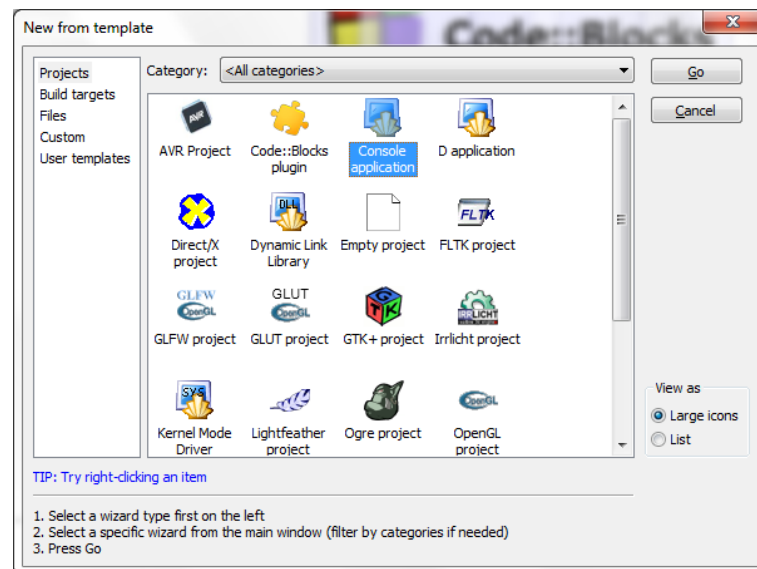 New from template
Code::Blocks
Projects
Build targets
Files
Custom
User templates
Category:
<All categories>
Go
Cancel
AVR
AVR Project
Code::Blocks
plugin
Console
application
D application
Direct/X
project
DLL
Dynamic Link
Library
Empty project
FLTK
FLTK project
GLFW
OpenGL
GLFW project
GLUT
OpenGL
GLUT project
GTK
GTK+ project
IRRLICHT
Irrlicht project
SYS
Kernel Mode
Driver
Lightfeather
project
Ogre project
OpenGL
OpenGL
project
View as
Large icons
List
TIP: Try right-clicking an item
1. Select a wizard type first on the left
2. Select a specific wizard from the main window (filter by categories if needed)
3. Press Go